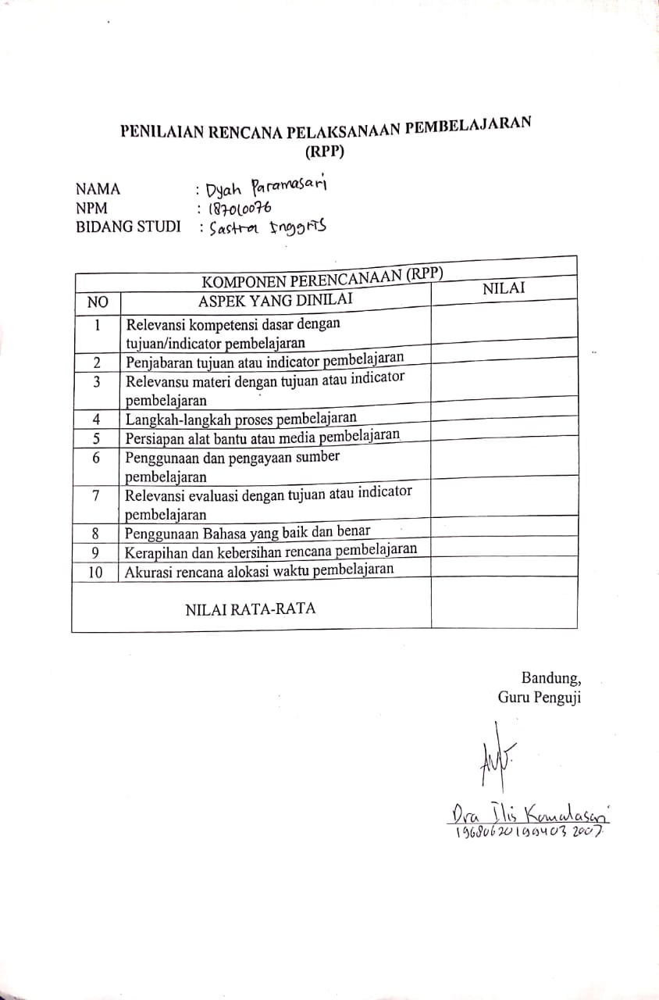 PENILAIAN RENCANA PELAKSANAAN PEMBELAJARAN
(RPP)
NAMA : Dyah Paramasari
NPM : 187010076
BIDANG STUDI : Sastra Inggris
KOMPONEN PERENCANAAN (RPP)
NO ASPEK YANG DINILAI NILAI
1 Relevansi kompetensi dasar dengan
tujuan/indicator pembelajaran
2 Penjabaran tujuan atau indicator pembelajaran
3 Relevansu materi dengan tujuan atau indicator
pembelajaran
4 Langkah-langkah proses pembelajaran
5 Persiapan alat bantu atau media pembelajaran
6 Penggunaan dan pengayaan sumber
pembelajaran
7 Relevansi evaluasi dengan tujuan atau indicator
pembelajaran
8 Penggunaan Bahasa yang baik dan benar
9 Kerapihan dan kebersihan rencana pembelajaran
10 Akurasi rencana alokasi waktu pembelajaran
NILAI RATA-RATA
Bandung,
Guru Penguji
Dra Ilis Komalasari
19680620199403 2007